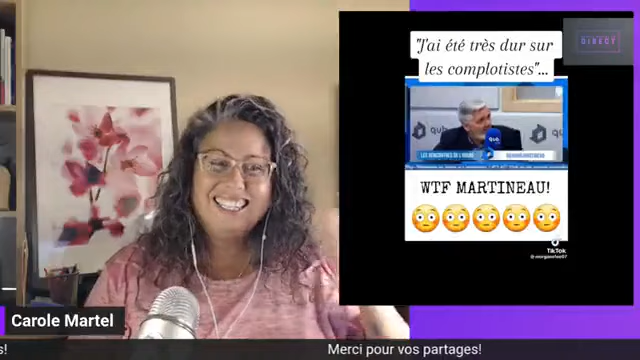 "J'ai été très dur sur
les complotistes"...
DIRECT
qub
qub
LES RENCONTRES DE L'HEURE
WTF MARTINEAU!
TikTok
Carole Martel
s!
Merci pour vos partages!